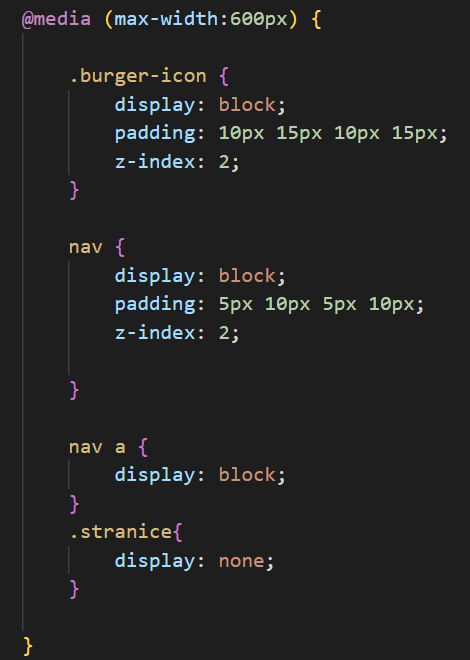 @media (max-width:600px) {
.burger-icon {
display: block;
padding: 10px 15px 10px 15px;
z-index: 2;
}
nav {
display: block;
padding: 5px 10px 5px 10px;
z-index: 2;
}
nav a {
display: block;
}
.stranice{
display: none;
}
}